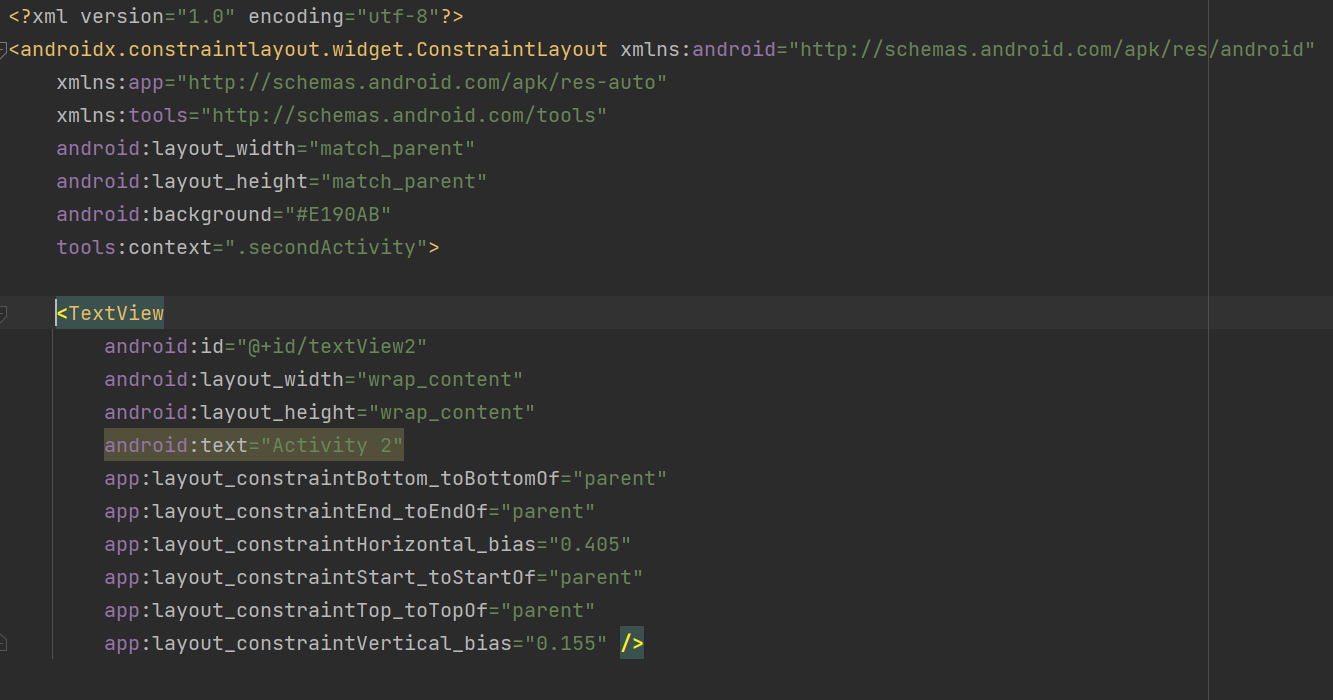 <?xml version="1.0" encoding="utf-8"?>
<androidx.constraintlayout.widget.ConstraintLayout xmlns:android="http://schemas.android.com/apk/res/android"
    xmlns:app="http://schemas.android.com/apk/res-auto"
    xmlns:tools="http://schemas.android.com/tools"
    android:layout_width="match_parent"
    android:layout_height="match_parent"
    android:background="#E190AB"
    tools:context=".secondActivity">

    <TextView
        android:id="@+id/textView2"
        android:layout_width="wrap_content"
        android:layout_height="wrap_content"
        android:text="Activity 2"
        app:layout_constraintBottom_toBottomOf="parent"
        app:layout_constraintEnd_toEndOf="parent"
        app:layout_constraintHorizontal_bias="0.405"
        app:layout_constraintStart_toStartOf="parent"
        app:layout_constraintTop_toTopOf="parent"
        app:layout_constraintVertical_bias="0.155" />